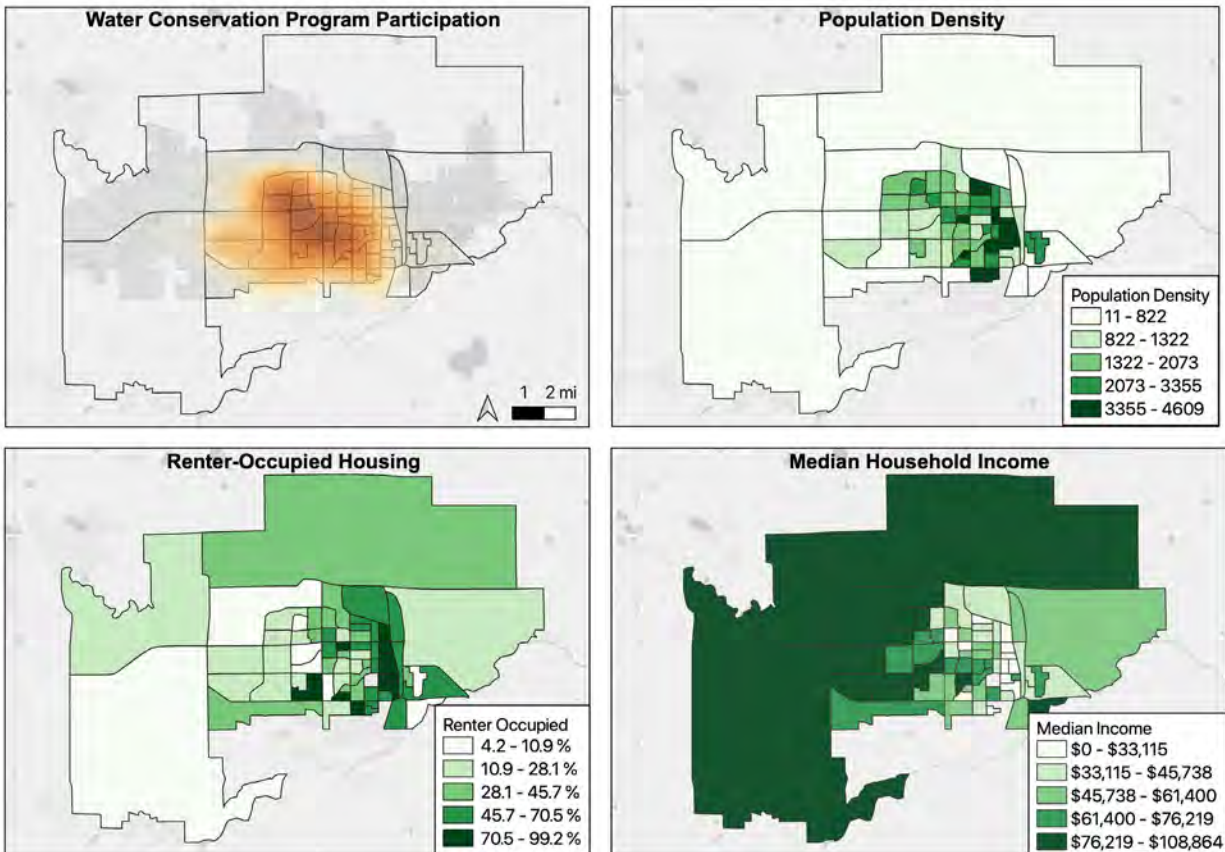 Water Conservation Program Participation
1 2 mi
Population Density
Population Density
11 - 822
822 - 1322
1322 - 2073
2073 - 3355
3355 - 4609
Renter-Occupied Housing
Renter Occupied
4.2 - 10.9 %
10.9 - 28.1 %
28.1 - 45.7 %
45.7 - 70.5 %
70.5 - 99.2 %
Median Household Income
Median Income
$0 - $33,115
$33,115 - $45,738
$45,738 - $61,400
$61,400 - $76,219
$76,219 - $108,864